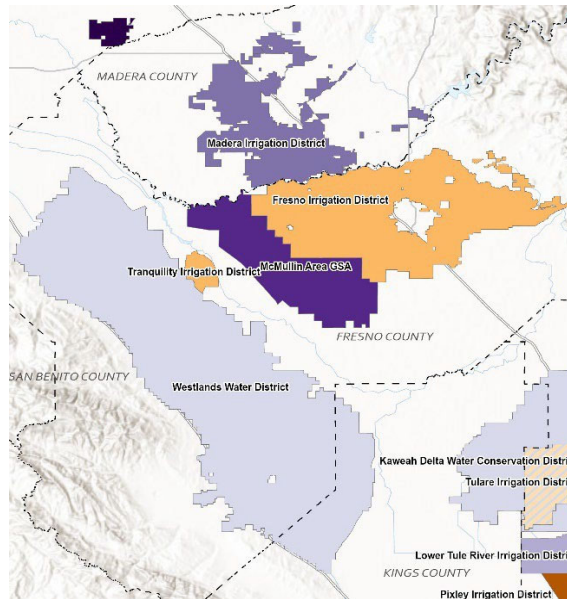 MADERA COUNTY
Madera Irrigation District
Fresno Irrigation District
McMullin Area GSA
Tranquility Irrigation District
FRESNO COUNTY
SAN BENITO COUNTY
Westlands Water District
Kaweah Delta Water Conservation Distri
Tulare Irrigation Distri
Lower Tule River Irrigation Dist
KINGS COUNTY
Pixley Irrigation District